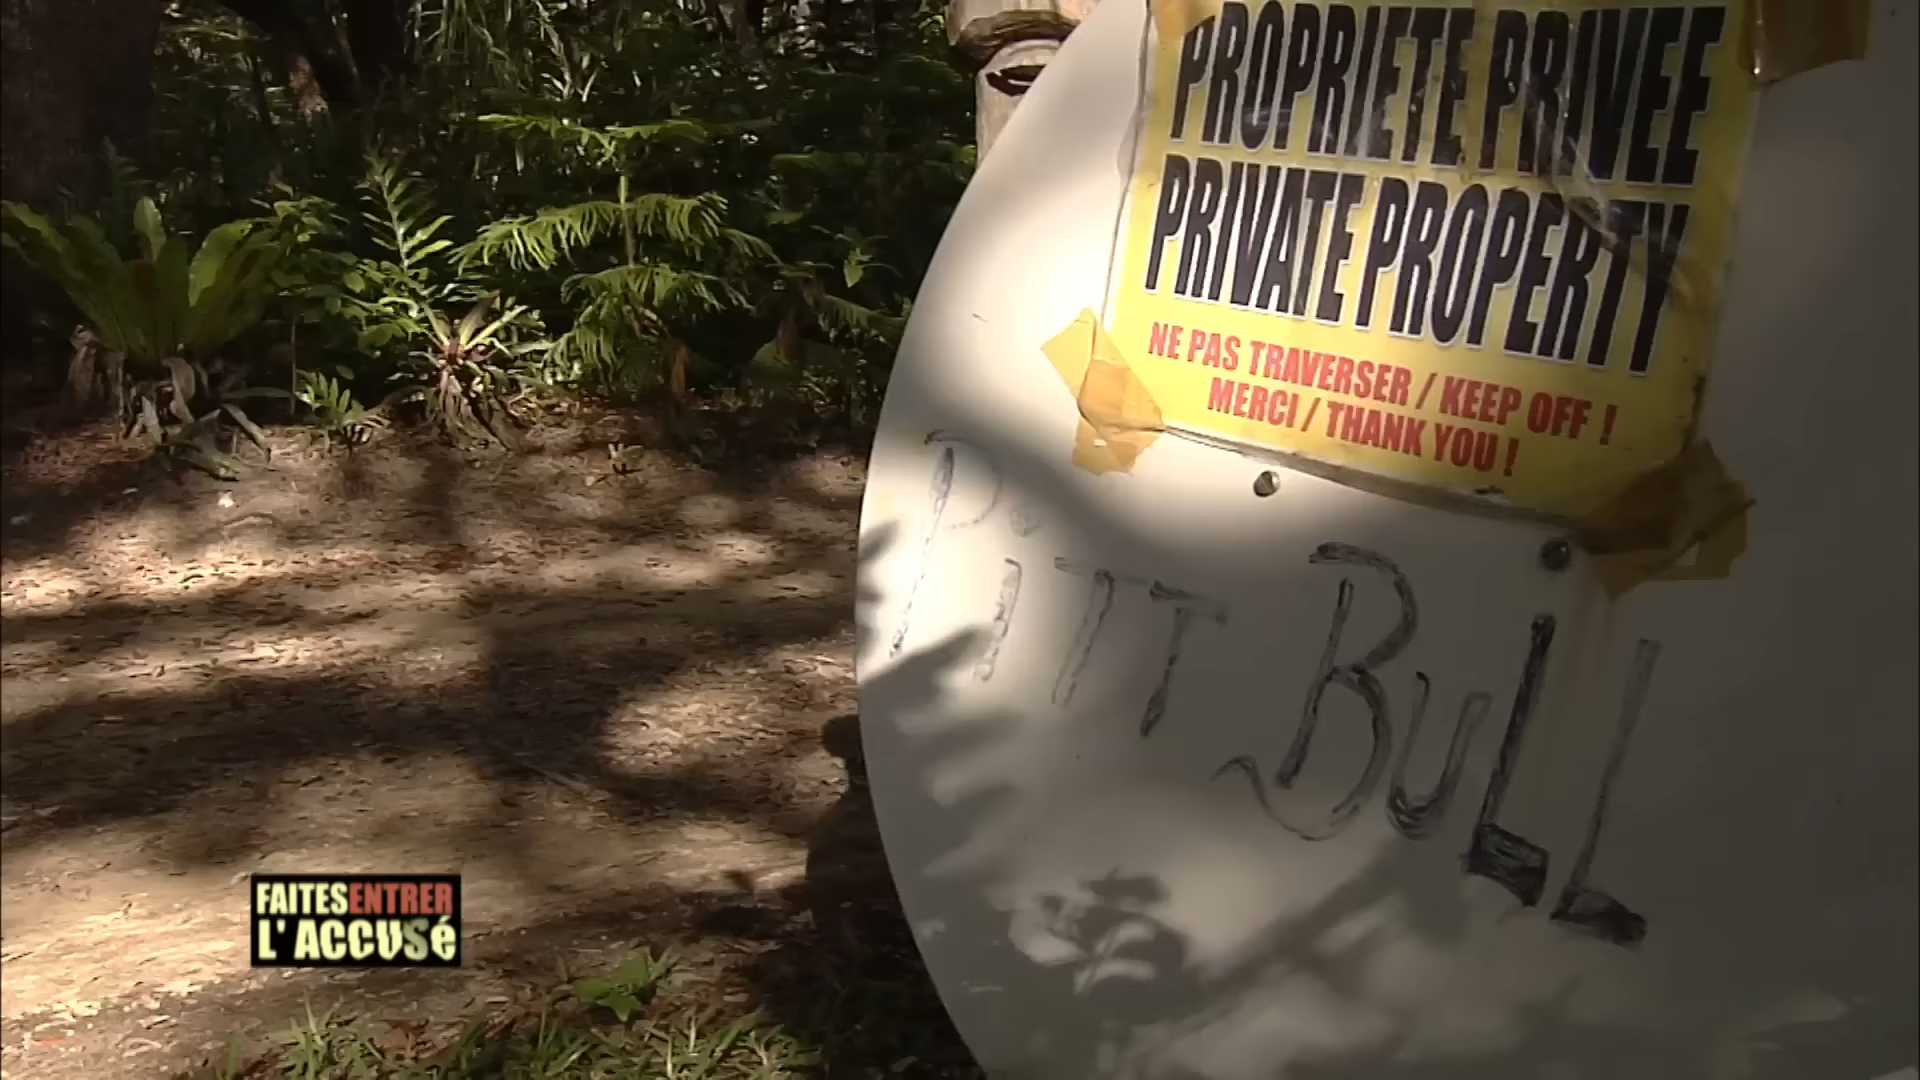 PROPRIETE PRIVEE
PRIVATE PROPERTY
NE PAS TRAVERSER / KEEP OFF !
MERCI / THANK YOU !
PITT BULL
FAITES ENTRER
L'ACCUSé